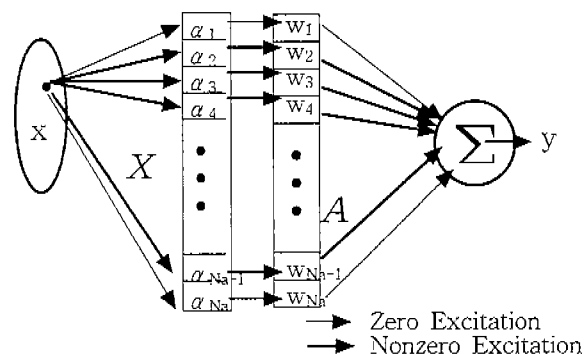 α1 W1
α2 W2
α3 W3
α4 W4
x X A Σ y
αNa-1 WNa-1
αNa WNa
Zero Excitation
Nonzero Excitation